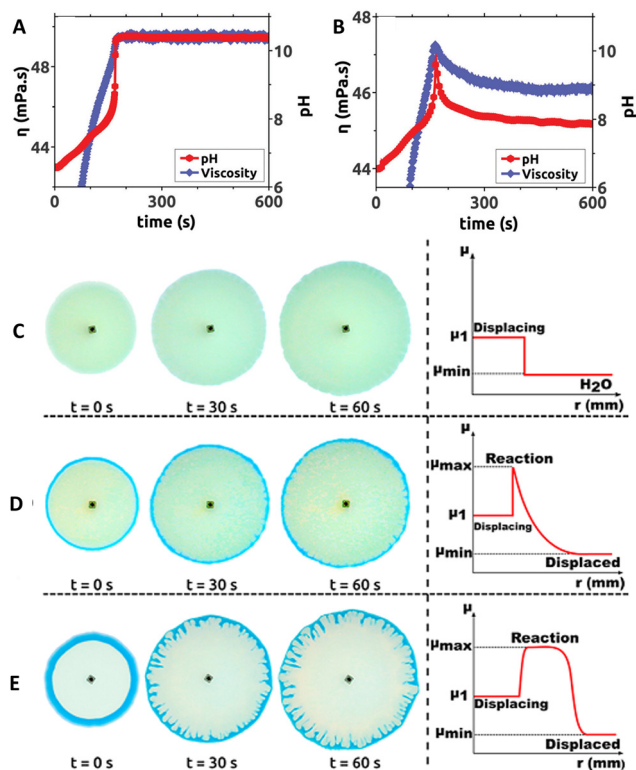 A
B
η (mPa.s)
48
44
0
300
600
time (s)
10
8
6
pH
pH
Viscosity
η (mPa.s)
48
46
44
0
300
600
time (s)
10
8
6
pH
pH
Viscosity
C
t = 0 s
t = 30 s
t = 60 s
μ
μ1
Displacing
μmin
H2O
r (mm)
D
t = 0 s
t = 30 s
t = 60 s
μ
μmax
Reaction
μ1
Displacing
μmin
Displaced
r (mm)
E
t = 0 s
t = 30 s
t = 60 s
μ
μmax
Reaction
μ1
Displacing
μmin
Displaced
r (mm)